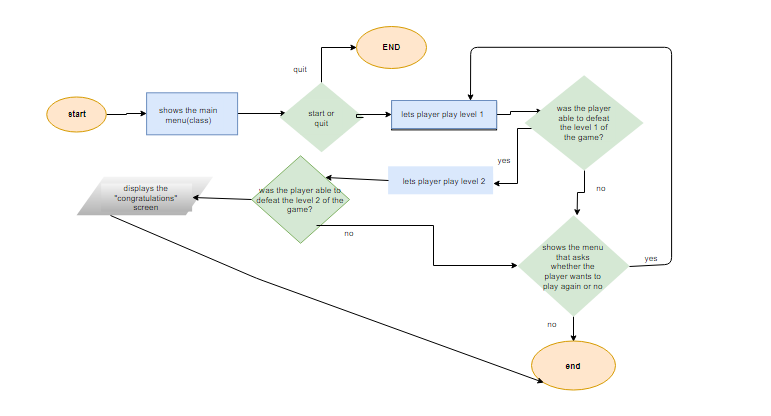 END
quit
start
shows the main
menu(class)
start or
quit
lets player play level 1
was the player
able to defeat
the level 1 of
the game?
yes
lets player play level 2
no
was the player able to
defeat the level 2 of the
game?
displays the
"congratulations"
screen
no
shows the menu
that asks
whether the
player wants to
play again or no
yes
no
end